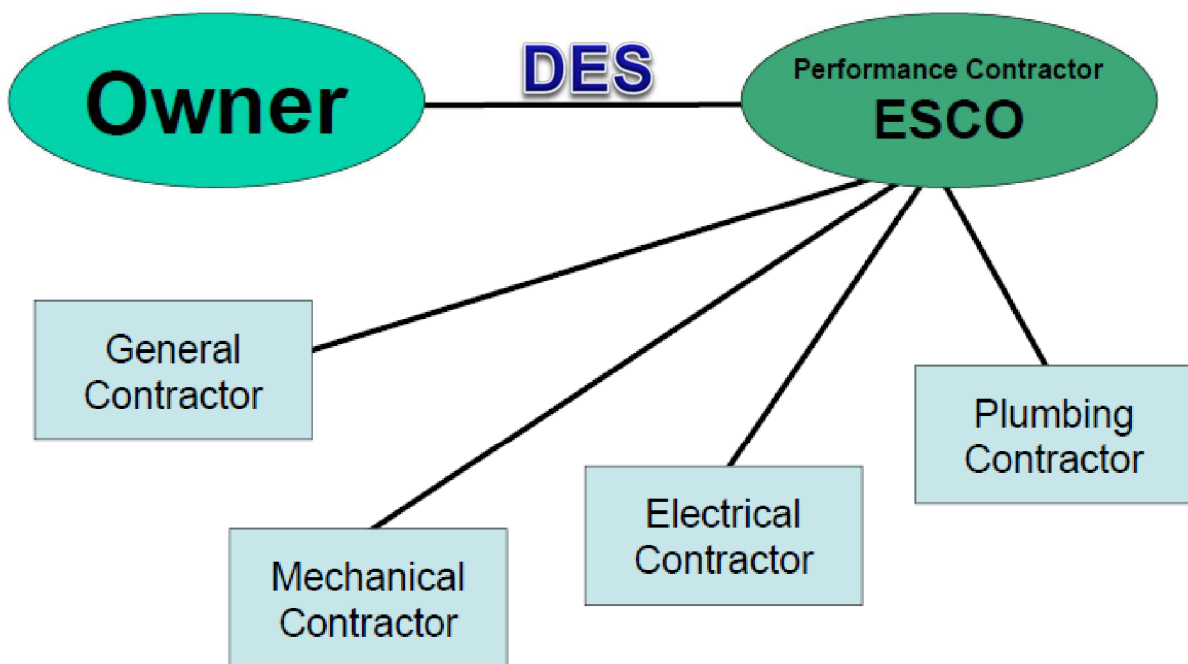 Owner
DES
Performance Contractor
ESCO
General
Contractor
Mechanical
Contractor
Electrical
Contractor
Plumbing
Contractor